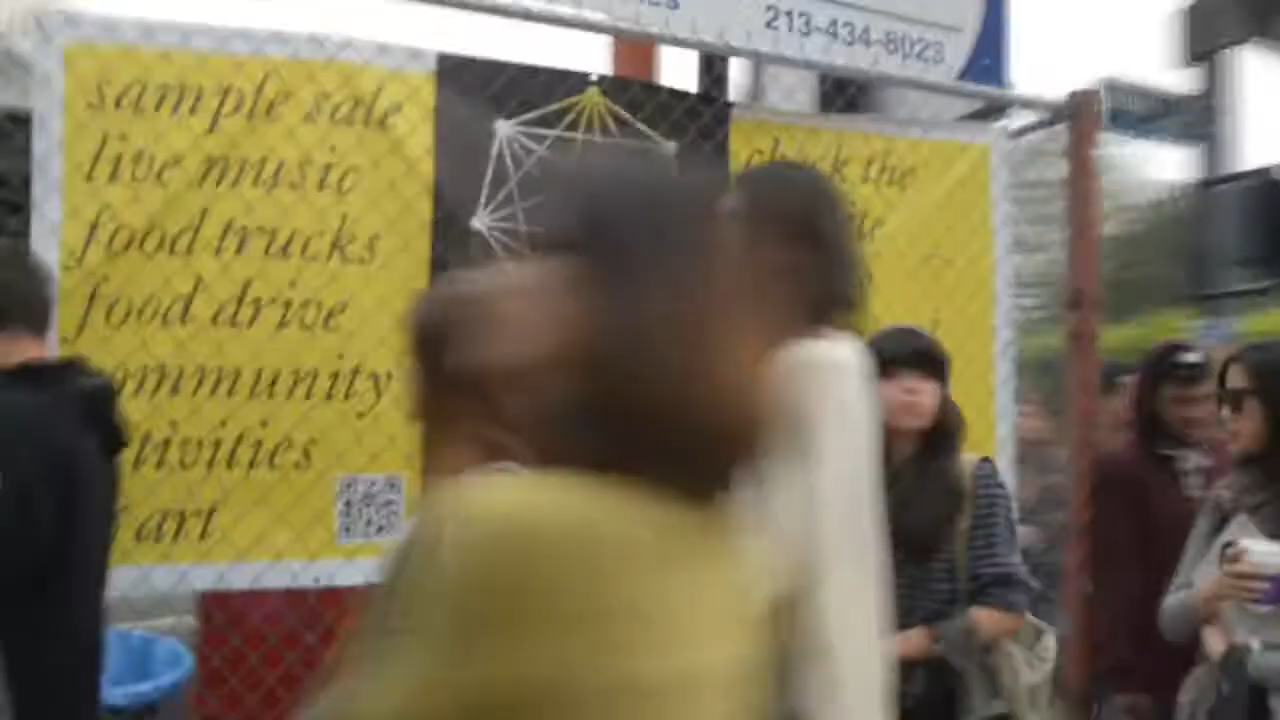 213-434-8023
sample sale
live music
food trucks
food drive
ommunity
tivities
art
check the